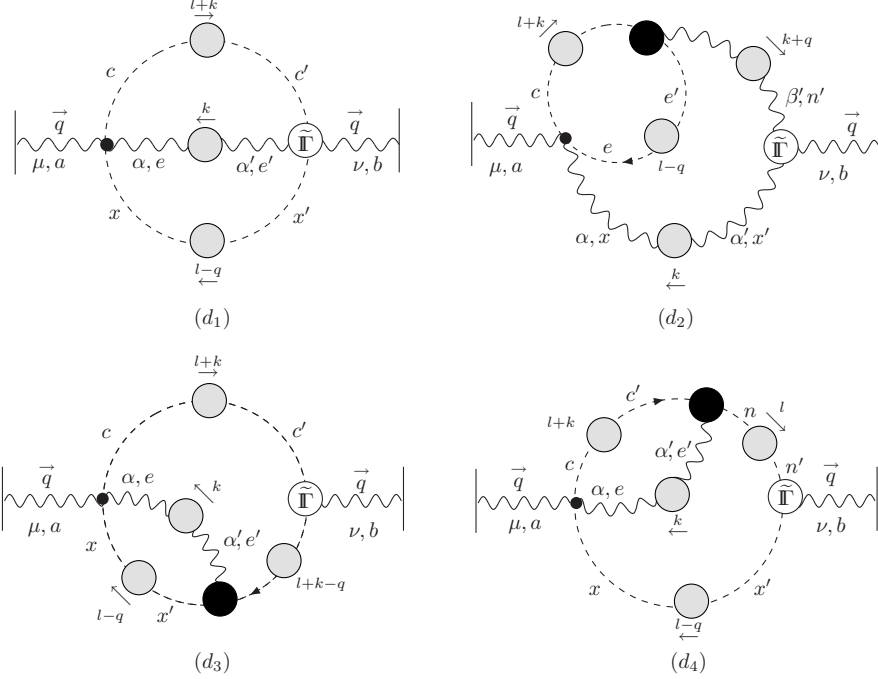 l+k
c
c′
q
k
q
Γ̃
μ, a
α, e
α′, e′
ν, b
x
x′
l−q
(d₁)
l+k
k+q
c
e′
β′, n′
q
Γ̃
q
e
l−q
μ, a
ν, b
α, x
α′, x′
k
(d₂)
l+k
c
c′
q
α, e
k
q
Γ̃
μ, a
α′, e′
ν, b
x
l+k−q
l−q
x′
(d₃)
c′
n
l
l+k
α′, e′
c
n′
q
α, e
q
Γ̃
μ, a
k
ν, b
x
x′
l−q
(d₄)